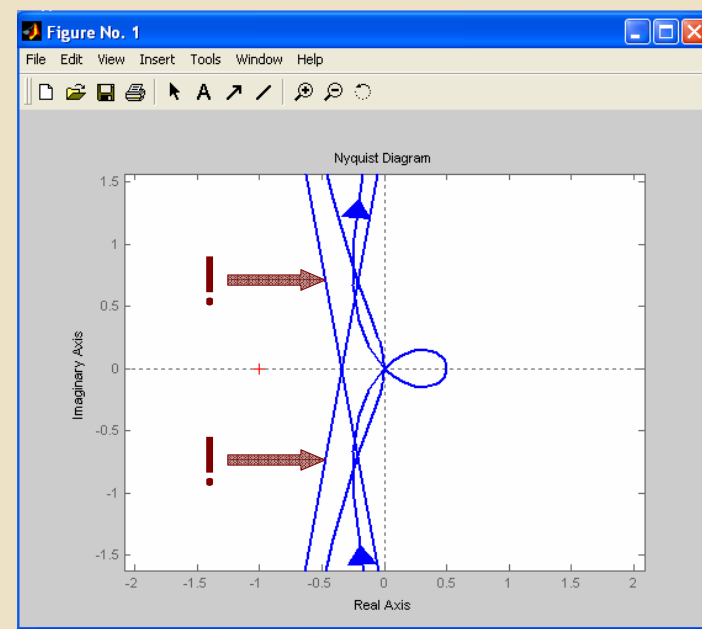 Figure No. 1
File Edit View Insert Tools Window Help
A
Nyquist Diagram
1.5
1
0.5
0
-0.5
-1
-1.5
Imaginary Axis
!
!
-2 -1.5 -1 -0.5 0 0.5 1 1.5 2
Real Axis